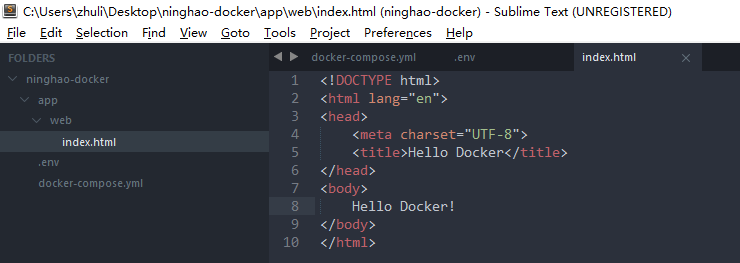 C:\Users\zhuli\Desktop\ninghao-docker\app\web\index.html (ninghao-docker) - Sublime Text (UNREGISTERED)
File Edit Selection Find View Goto Tools Project Preferences Help
FOLDERS
ninghao-docker
app
web
index.html
.env
docker-compose.yml
docker-compose.yml .env index.html
1 <!DOCTYPE html>
2 <html lang="en">
3 <head>
4 <meta charset="UTF-8">
5 <title>Hello Docker</title>
6 </head>
7 <body>
8 Hello Docker!
9 </body>
10 </html>